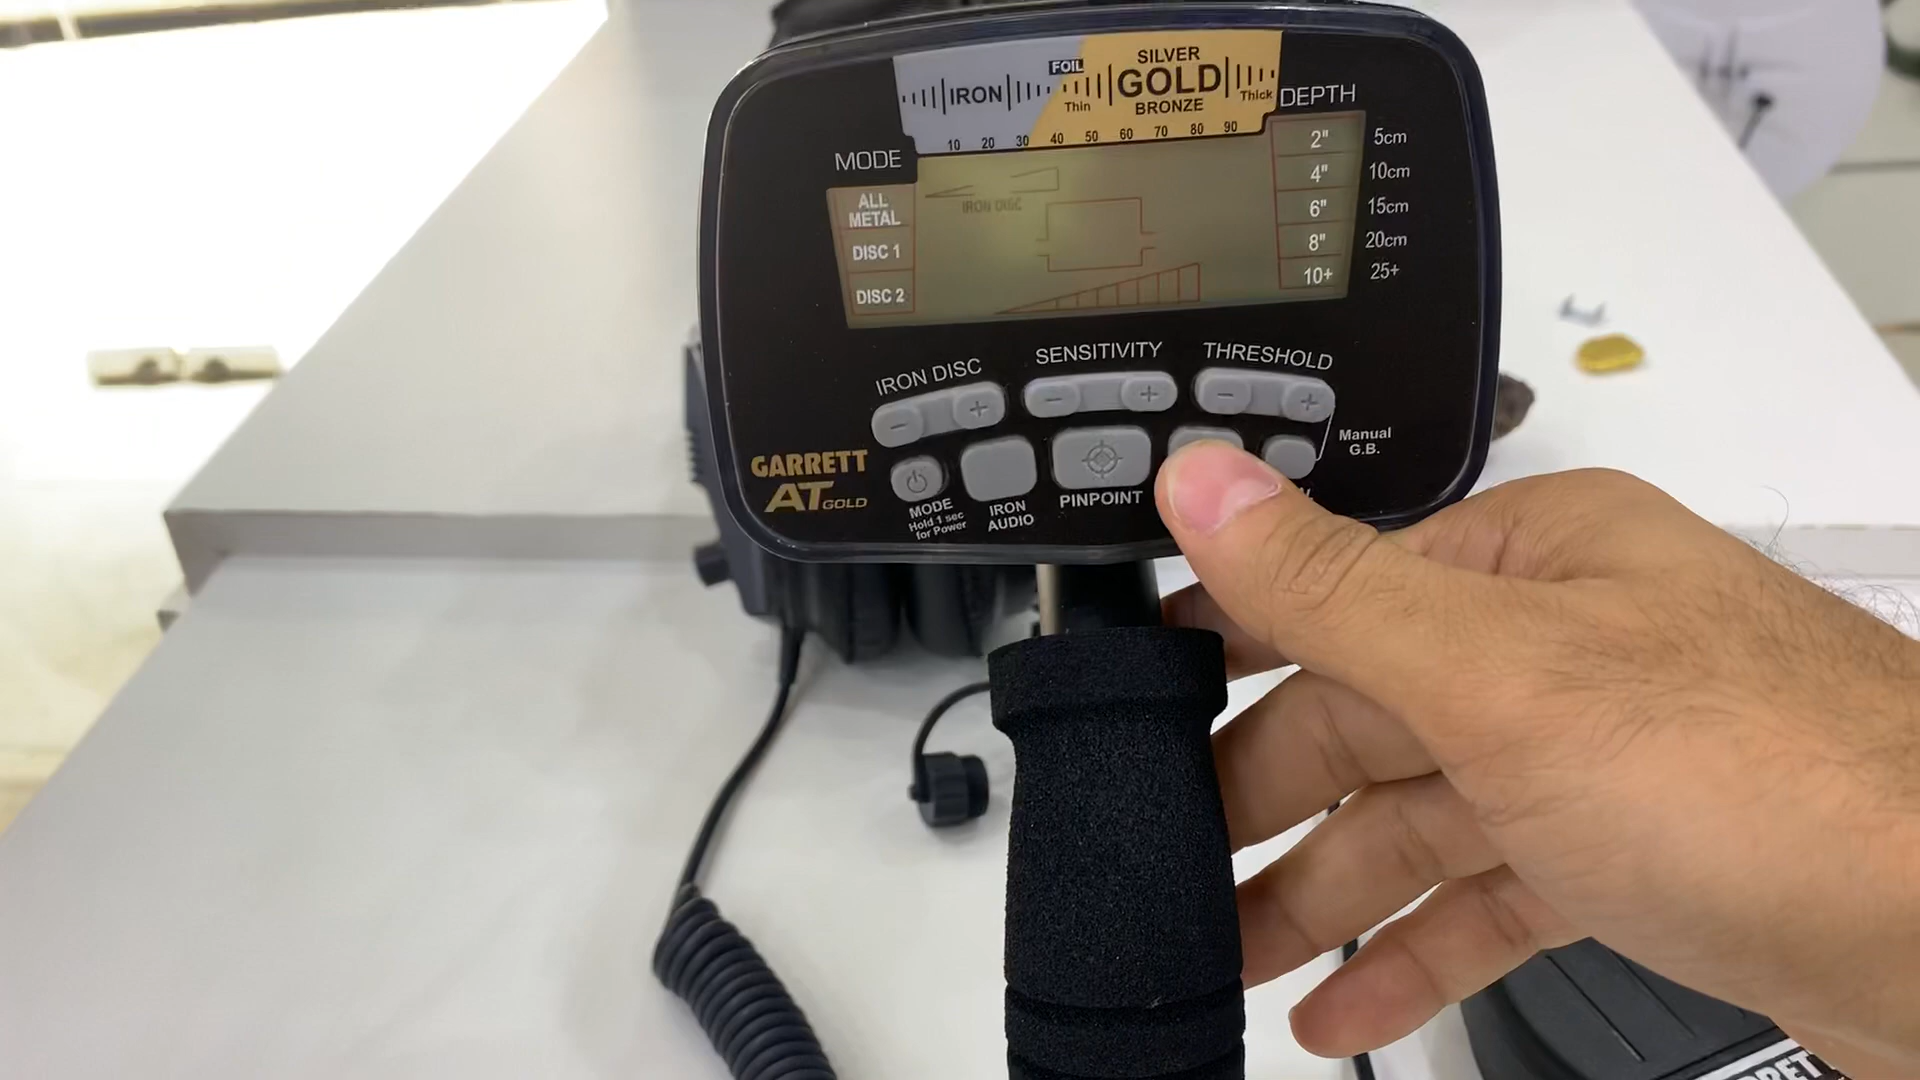 SILVER
FOIL
IRON
GOLD
Thin
BRONZE
Thick
10 20 30 40 50 60 70 80 90
DEPTH
MODE
2" 5cm
4" 10cm
6" 15cm
8" 20cm
10+ 25+
ALL
METAL
DISC 1
DISC 2
IRON DISC
IRON DISC
SENSITIVITY
THRESHOLD
- +
- +
- +
Manual
G.B.
GARRETT
AT GOLD
MODE
Hold 1 sec
for Power
IRON
AUDIO
PINPOINT